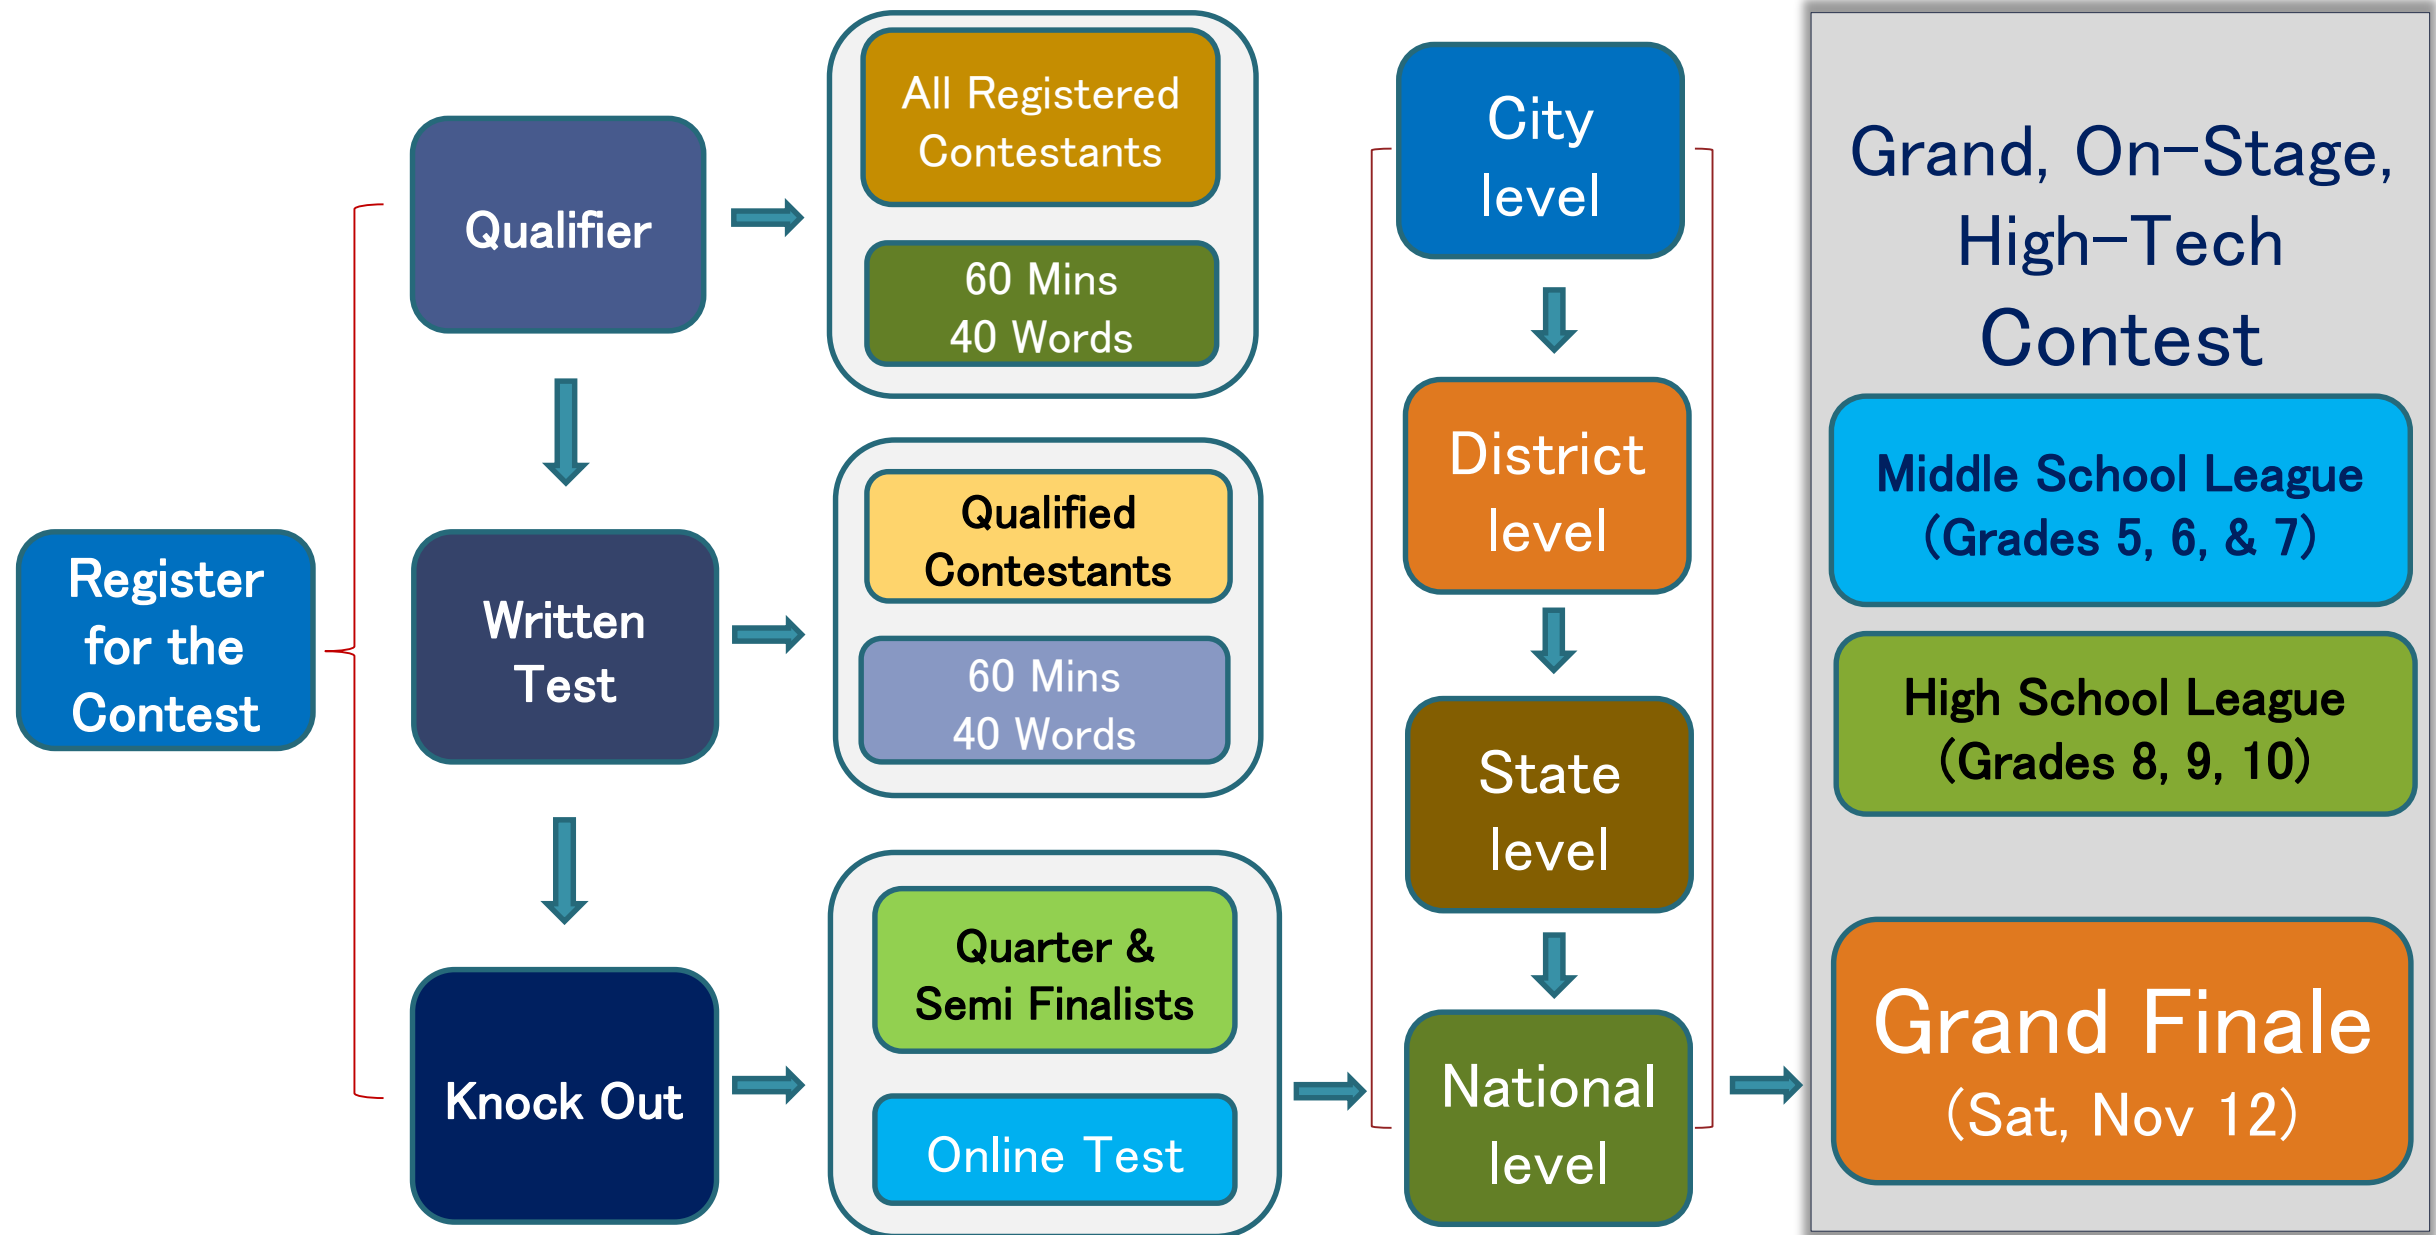 Register
for the
Contest
Qualifier
All Registered
Contestants
60 Mins
40 Words
Written
Test
Qualified
Contestants
60 Mins
40 Words
Knock Out
Quarter &
Semi Finalists
Online Test
City
level
District
level
State
level
National
level
Grand, On-Stage,
High-Tech
Contest
Middle School League
(Grades 5, 6, & 7)
High School League
(Grades 8, 9, 10)
Grand Finale
(Sat, Nov 12)